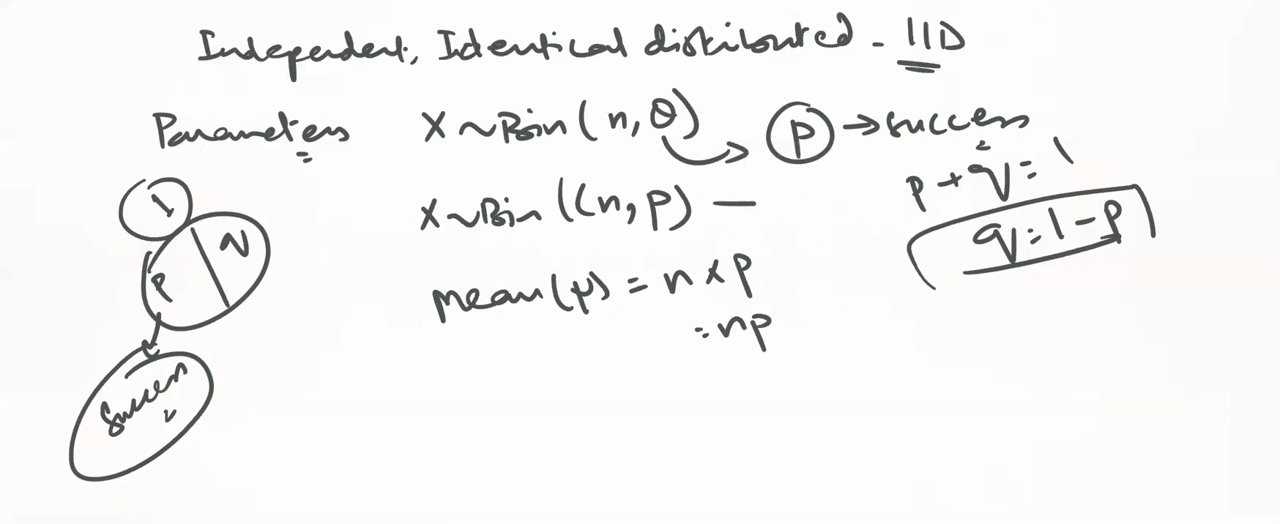 Independent, Identical distributed - IID
Parameters X ~ Bin(n, θ) → p → success
p + q = 1
X ~ Bin((n, p) —
q = 1 - p
1
p q
mean(μ) = n x p
= np
Success